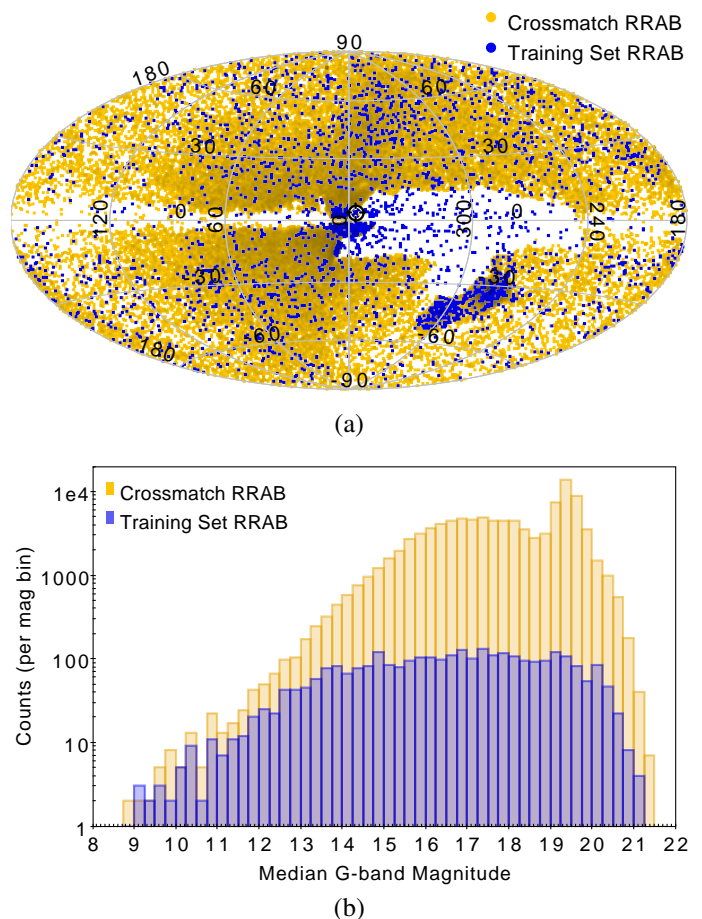 Crossmatch RRAB
Training Set RRAB
90
180
60
60
30
30
120
0
60
0
300
0
240
180
30
-30
-60
-60
180
-90
(a)
1e4
Crossmatch RRAB
Training Set RRAB
1000
100
10
1
Counts (per mag bin)
8 9 10 11 12 13 14 15 16 17 18 19 20 21 22
Median G-band Magnitude
(b)